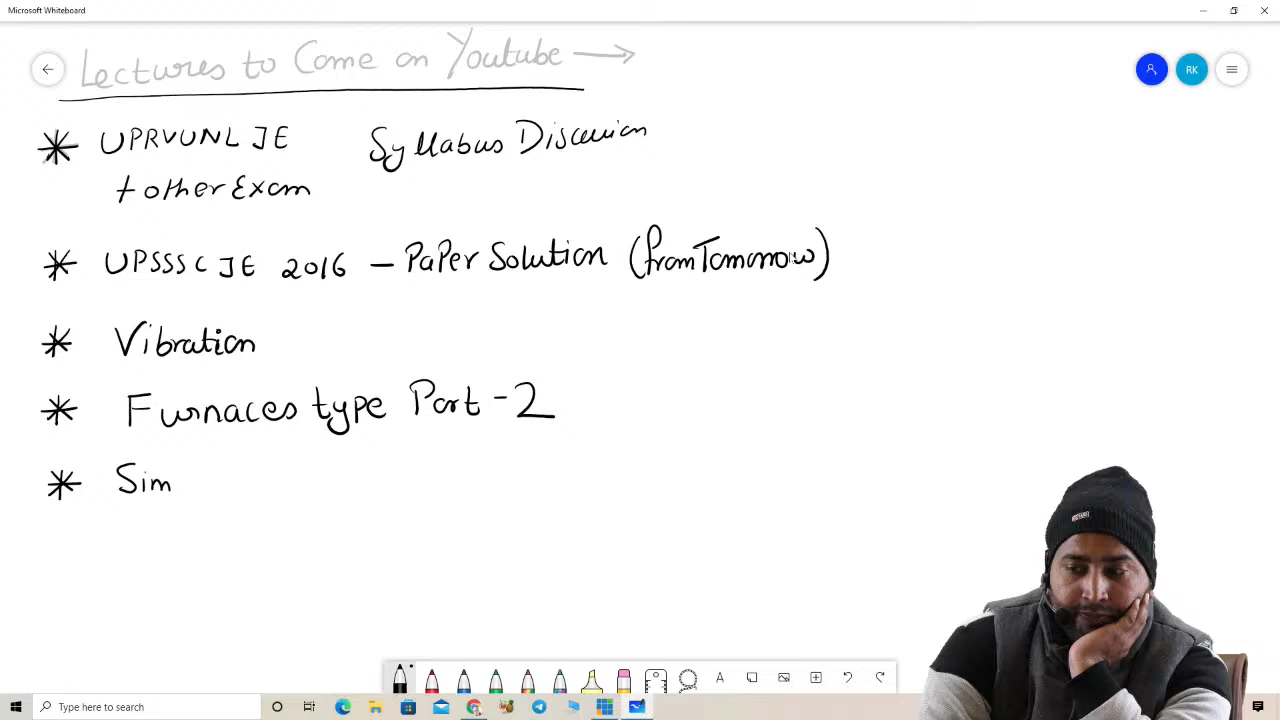 Microsoft Whiteboard
Lectures to Come on Youtube →
RK
* UPRVUNL JE Syllabus Discussion
+ other Exam
* UPSSSC JE 2016 - PaPer Solution (from Tomorrow)
* Vibration
* Furnaces type Part - 2
* Sim
A
Type here to search